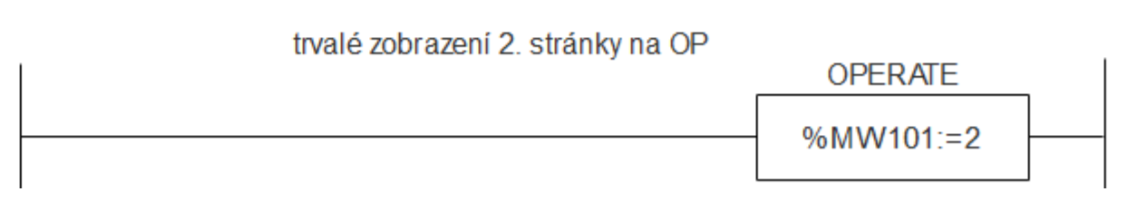 trvalé zobrazení 2. stránky na OP
OPERATE
%MW101:=2